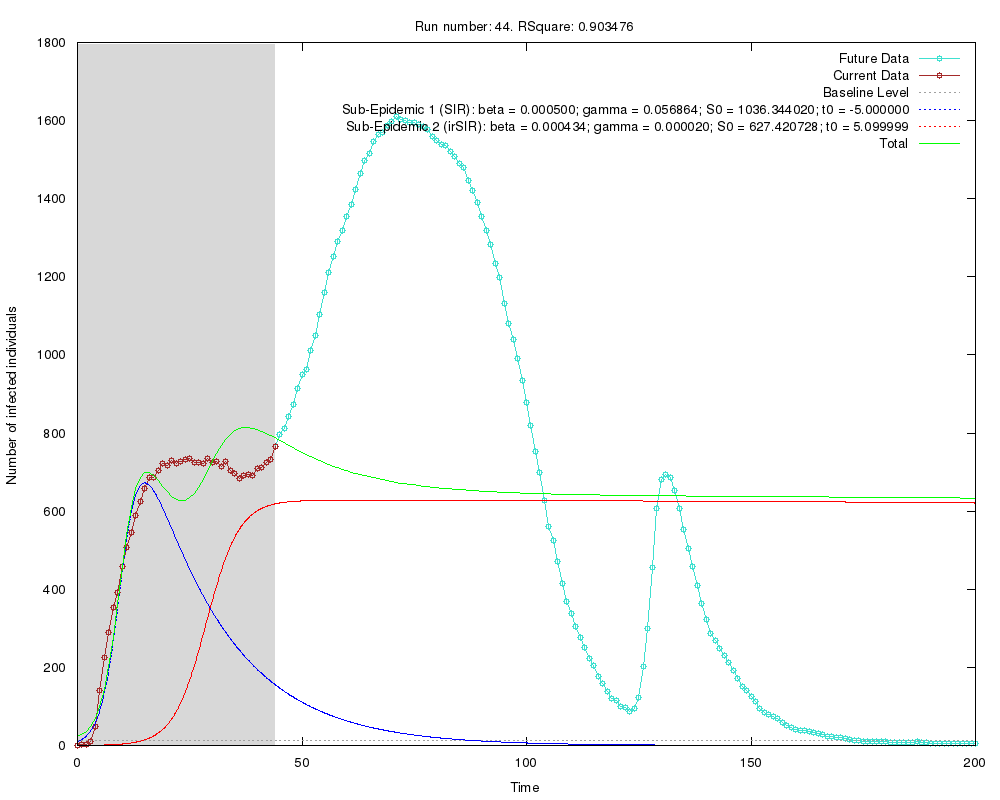 Run number: 44. RSquare: 0.903476
Future Data
Current Data
Baseline Level
Sub-Epidemic 1 (SIR): beta = 0.000500; gamma = 0.056864; S0 = 1036.344020; t0 = -5.000000
Sub-Epidemic 2 (irSIR): beta = 0.000434; gamma = 0.000020; S0 = 627.420728; t0 = 5.099999
Total
1800
1600
1400
1200
1000
800
600
400
200
0
Number of infected individuals
0 50 100 150 200
Time